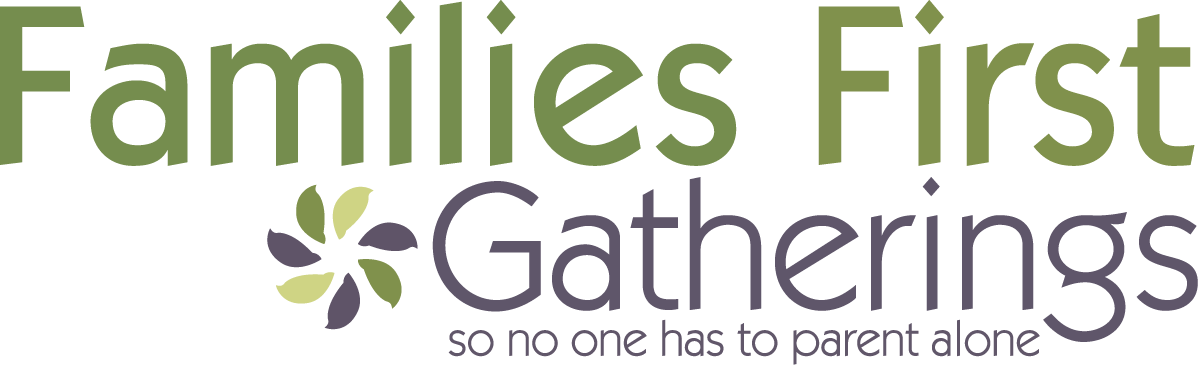 Families First
Gatherings
so no one has to parent alone